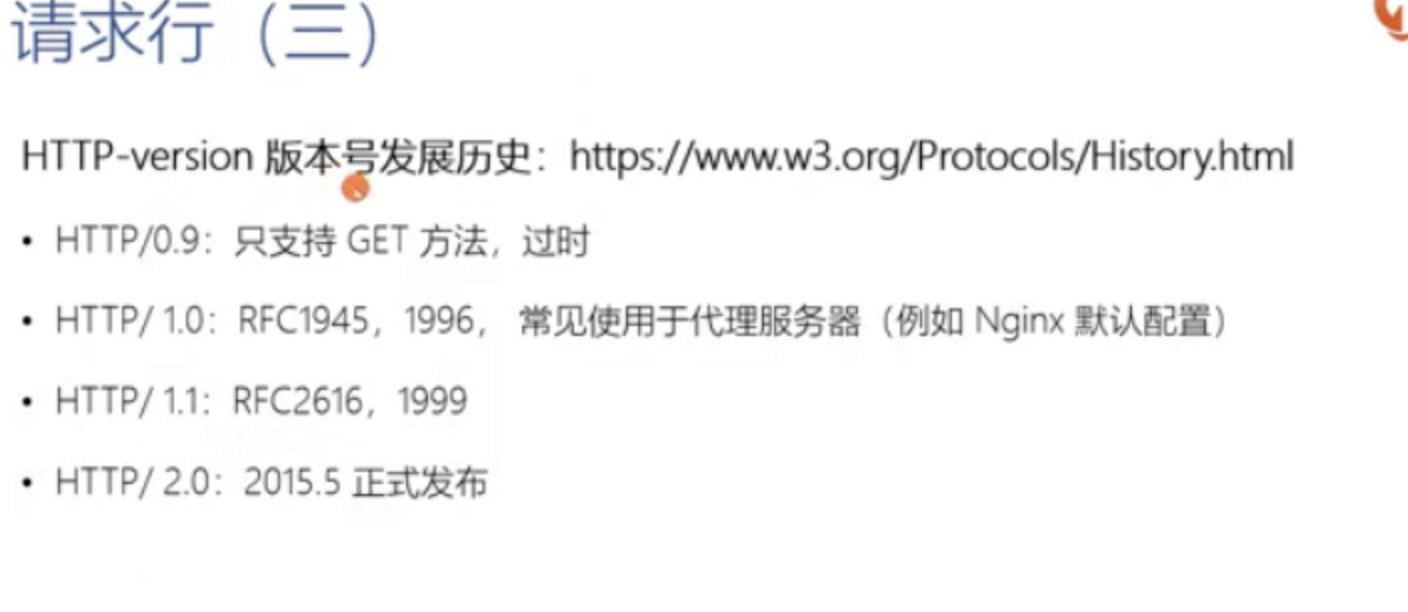 请求行（三）
HTTP-version 版本号发展历史：https://www.w3.org/Protocols/History.html
• HTTP/0.9：只支持 GET 方法，过时
• HTTP/ 1.0：RFC1945，1996， 常见使用于代理服务器（例如 Nginx 默认配置）
• HTTP/ 1.1：RFC2616，1999
• HTTP/ 2.0：2015.5 正式发布